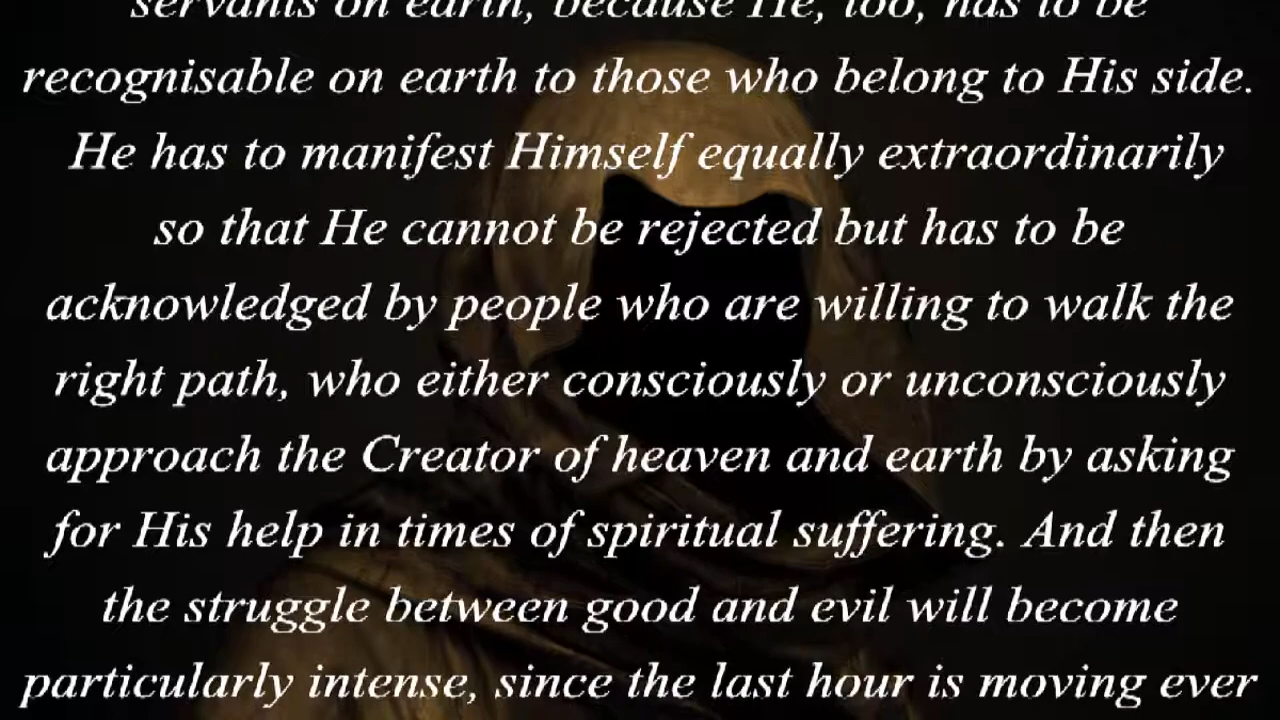 servants on earth, because He, too, has to be
recognisable on earth to those who belong to His side.
He has to manifest Himself equally extraordinarily
so that He cannot be rejected but has to be
acknowledged by people who are willing to walk the
right path, who either consciously or unconsciously
approach the Creator of heaven and earth by asking
for His help in times of spiritual suffering. And then
the struggle between good and evil will become
particularly intense, since the last hour is moving ever